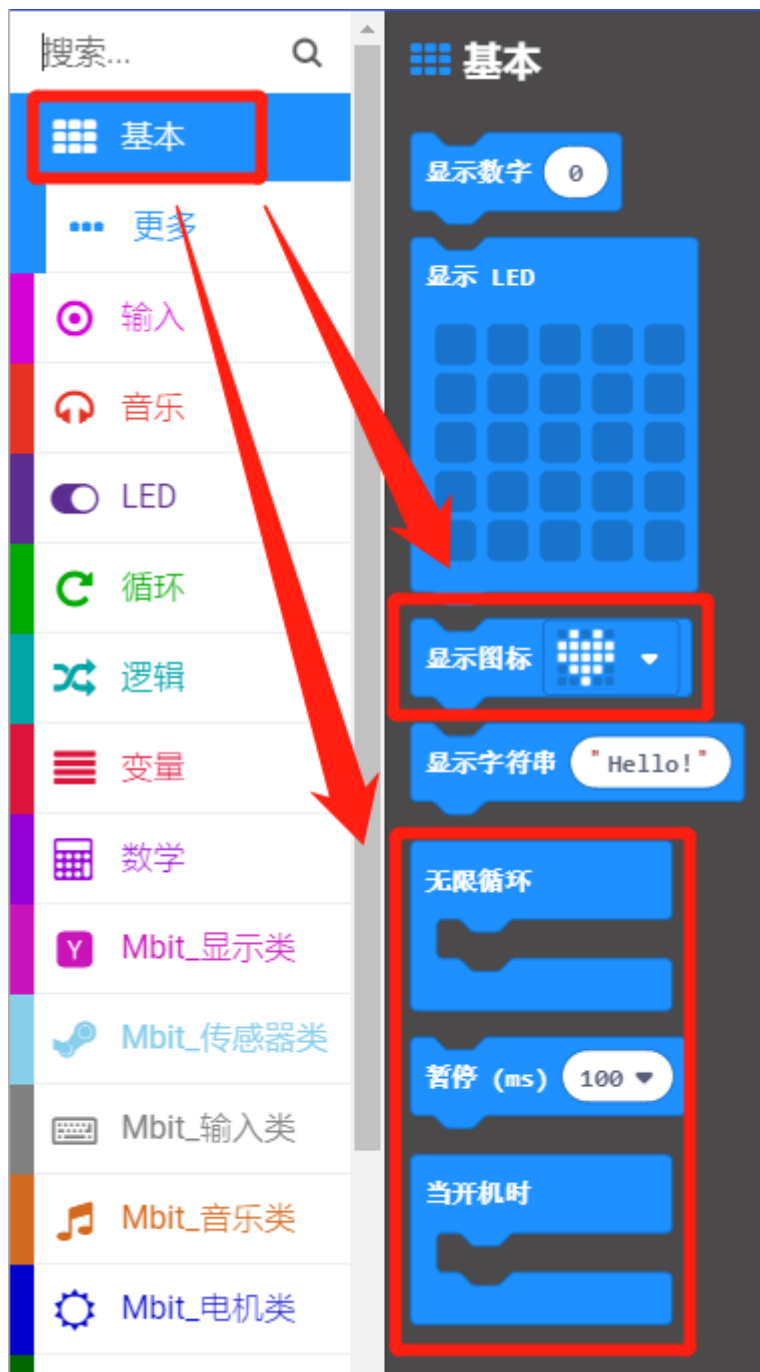 搜索...
基本
更多
输入
音乐
LED
循环
逻辑
变量
数学
Y Mbit_显示类
Mbit_传感器类
Mbit_输入类
Mbit_音乐类
Mbit_电机类
基本
显示数字 0
显示 LED
显示图标
显示字符串 "Hello!"
无限循环
暂停 (ms) 100
当开机时